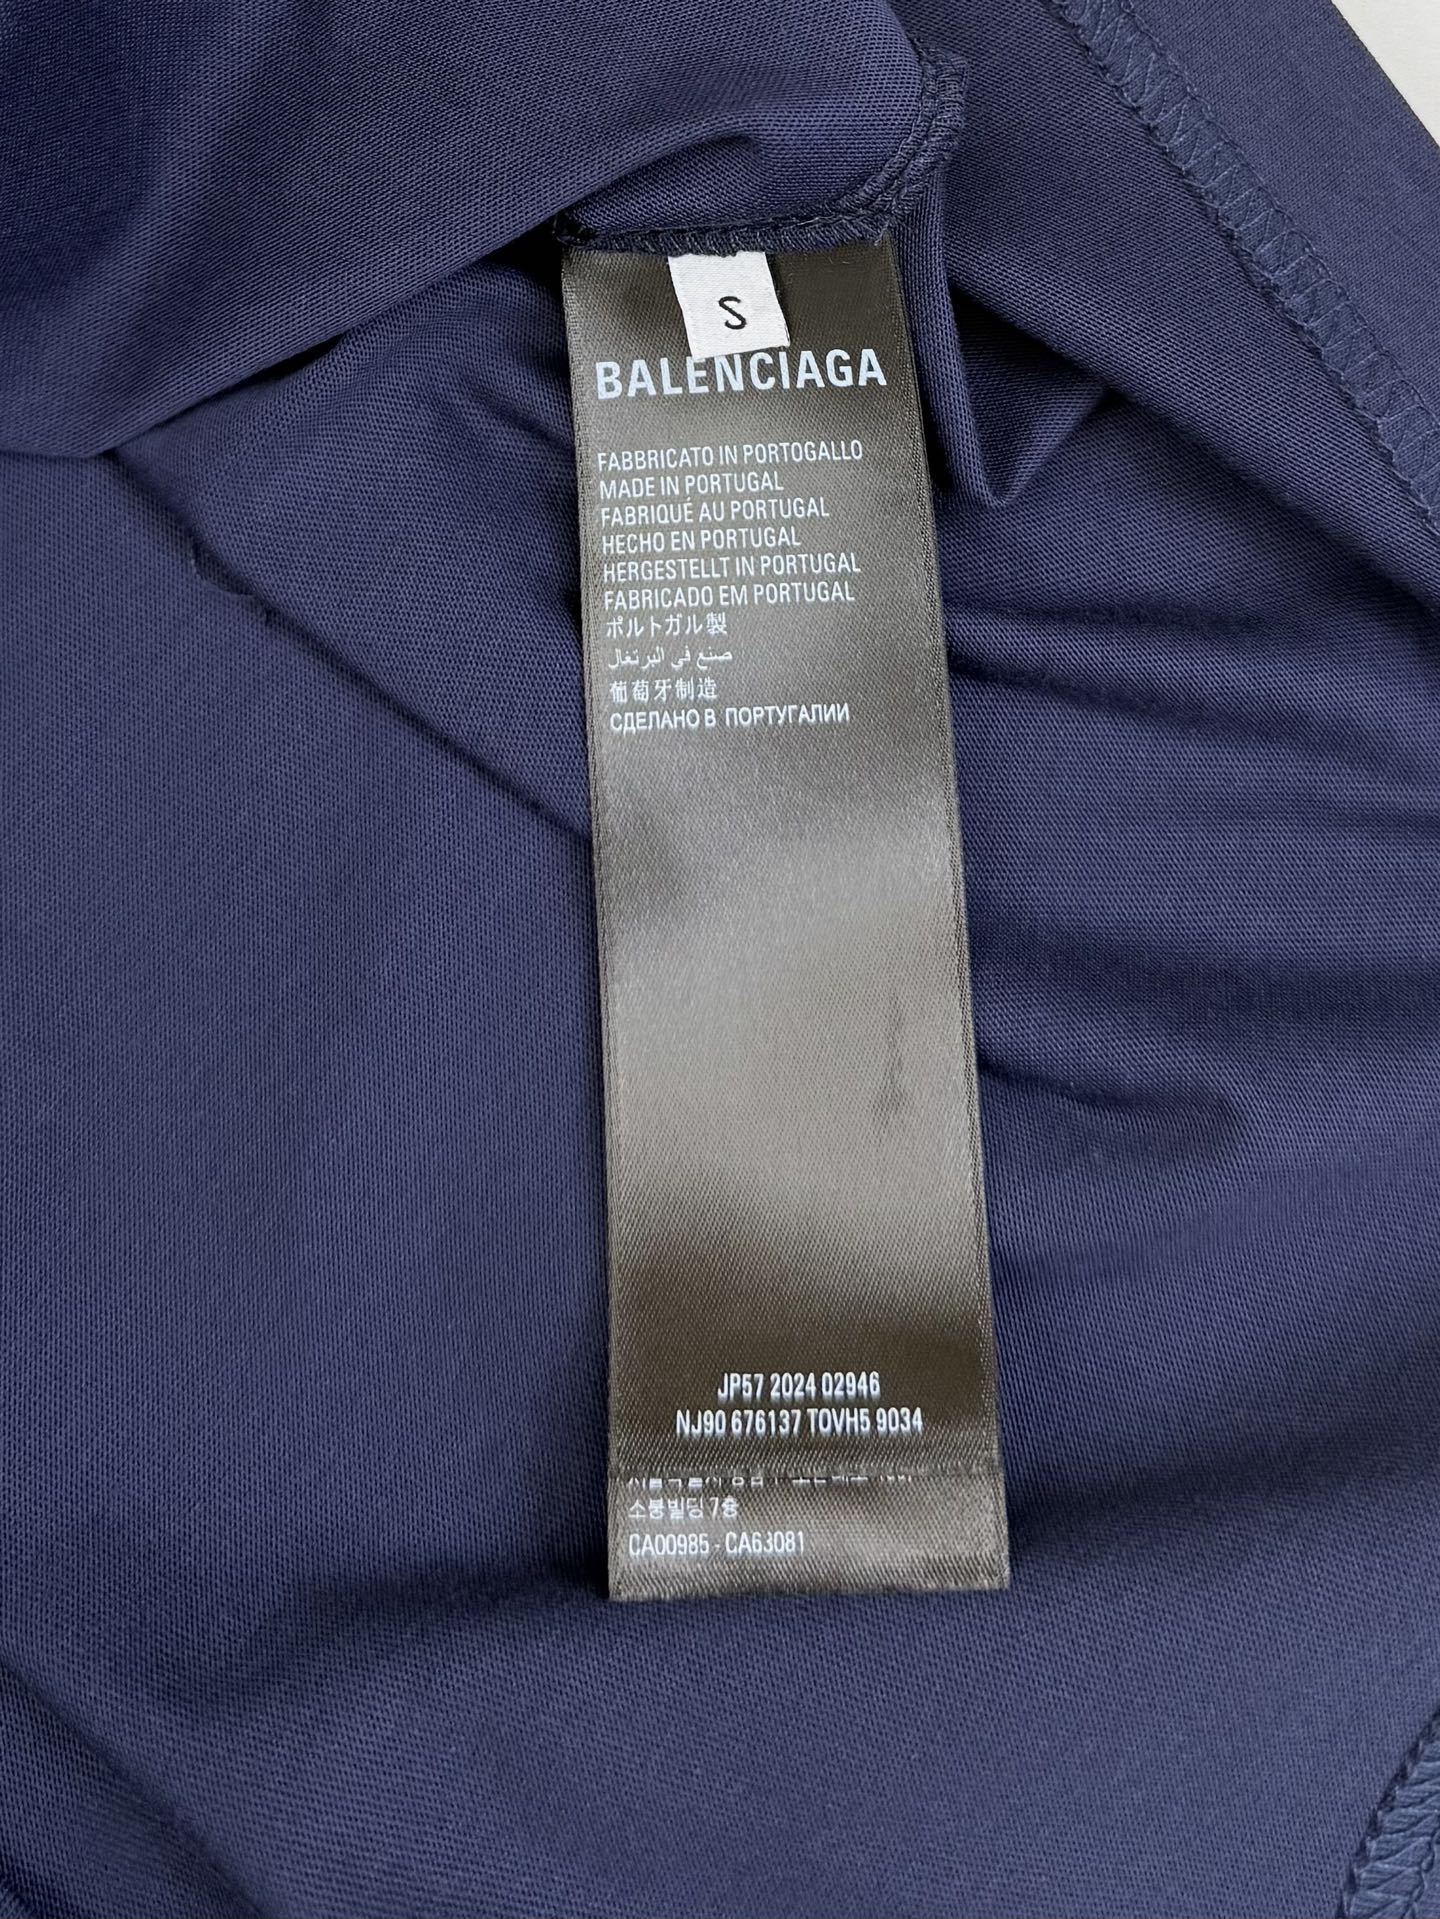 S
BALENCIAGA
FABBRICATO IN PORTOGALLO
MADE IN PORTUGAL
FABRIQUÉ AU PORTUGAL
HECHO EN PORTUGAL
HERGESTELLT IN PORTUGAL
FABRICADO EM PORTUGAL
ポルトガル製
صنع في البرتغال
葡萄牙制造
СДЕЛАНО В ПОРТУГАЛИИ
JP57 2024 02946
NJ90 676137 TOVH5 9034
소봉빌딩 7층
CA00985 - CA63081